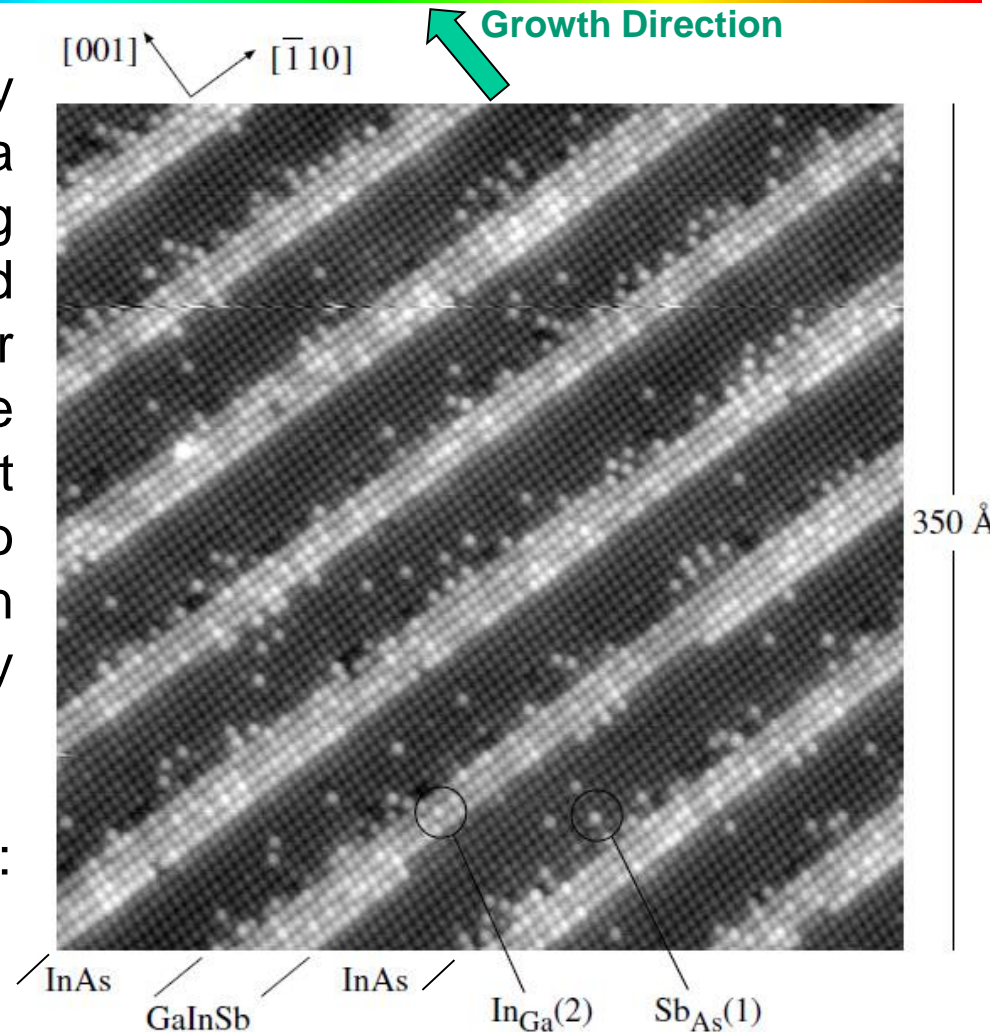 Growth Direction
[001]
[1̅10]
y
a
g
d
r
e
t
o
n
y
:
350 Å
InAs
GaInSb
InAs
In_Ga(2)
Sb_As(1)